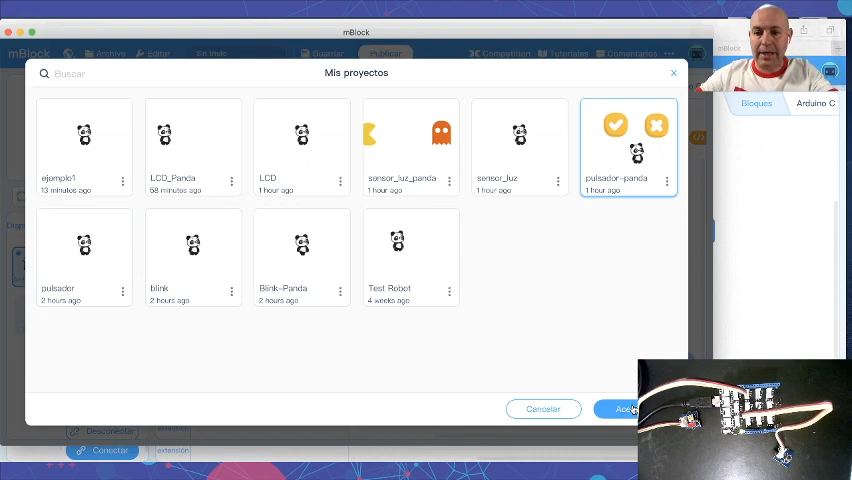 mBlock
mBlock
Archivo
Editar
Sin título
Guardar
Publicar
Competition
Tutoriales
Comentarios
mBlock
Buscar
Mis proyectos
Bloques
Arduino C
ejemplo1
13 minutos ago
LCD_Panda
58 minutos ago
LCD
1 hour ago
sensor_luz_panda
1 hour ago
sensor_luz
1 hour ago
pulsador-panda
1 hour ago
pulsador
2 hours ago
blink
2 hours ago
Blink-Panda
2 hours ago
Test Robot
4 weeks ago
Cancelar
Desconectar
extensión
Conectar
extensión